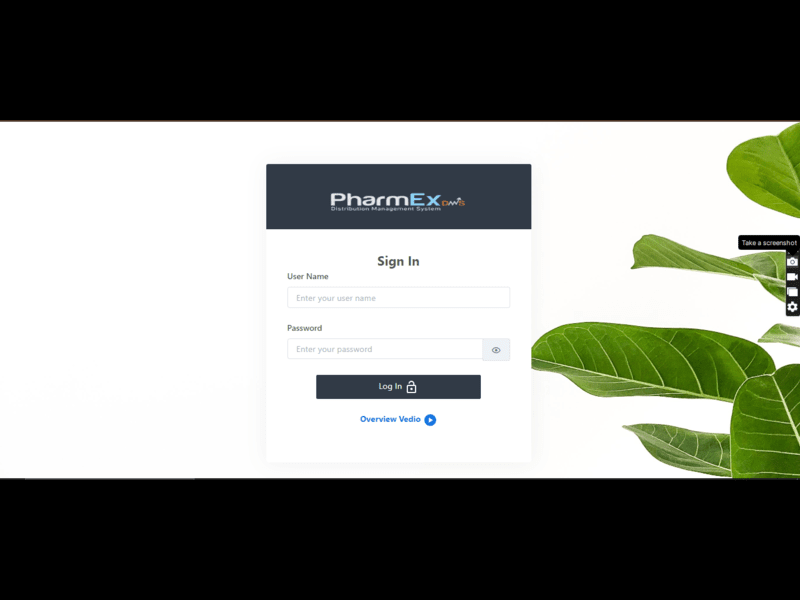 PharmEx DMS
Distribution Management System
Sign In
User Name
Enter your user name
Password
Enter your password
Log In
Overview Vedio
Take a screenshot